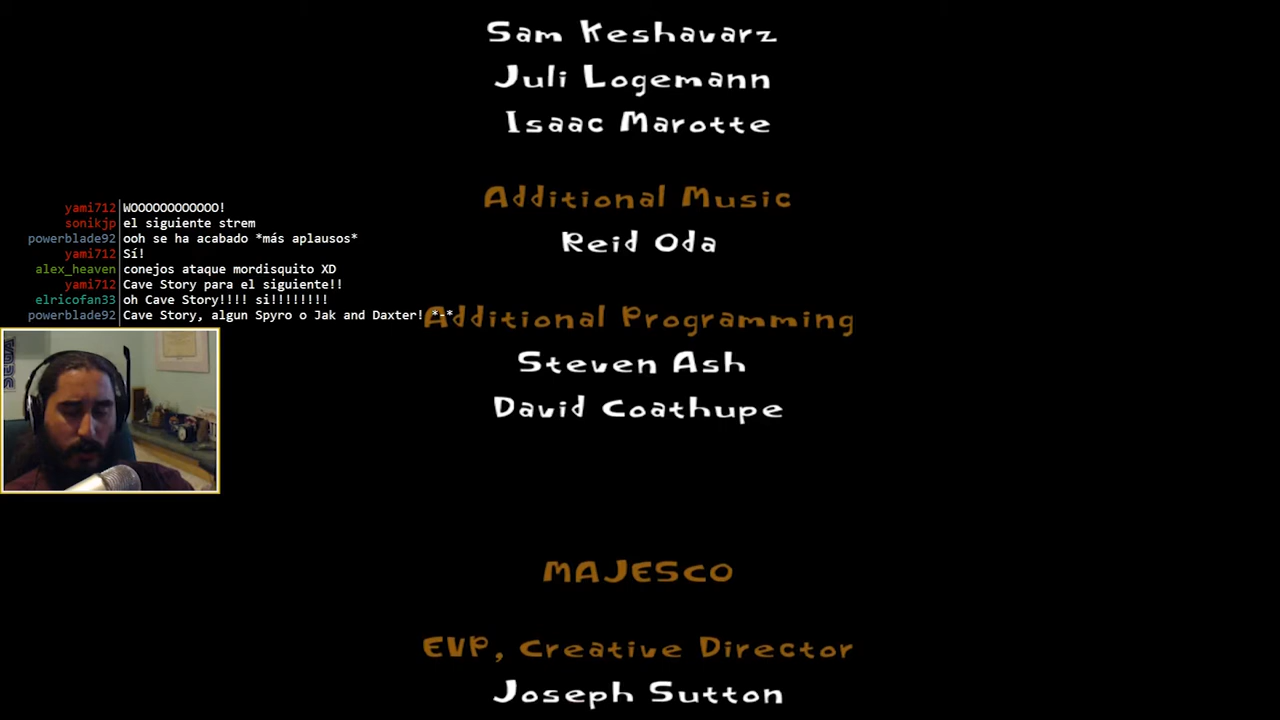 Sam Keshavarz
Juli Logemann
Isaac Marotte
Additional Music
Reid Oda
Additional Programming
Steven Ash
David Coathupe
MAJESCO
EVP, Creative Director
Joseph Sutton
yami712 WOOOOOOOOOOO!
sonikjp el siguiente strem
powerblade92 ooh se ha acabado *más aplausos*
yami712 Sí!
alex_heaven conejos ataque mordisquito XD
yami712 Cave Story para el siguiente!!
elricofan33 oh Cave Story!!!! si!!!!!!!!
powerblade92 Cave Story, algun Spyro o Jak and Daxter! *-*
SEGA